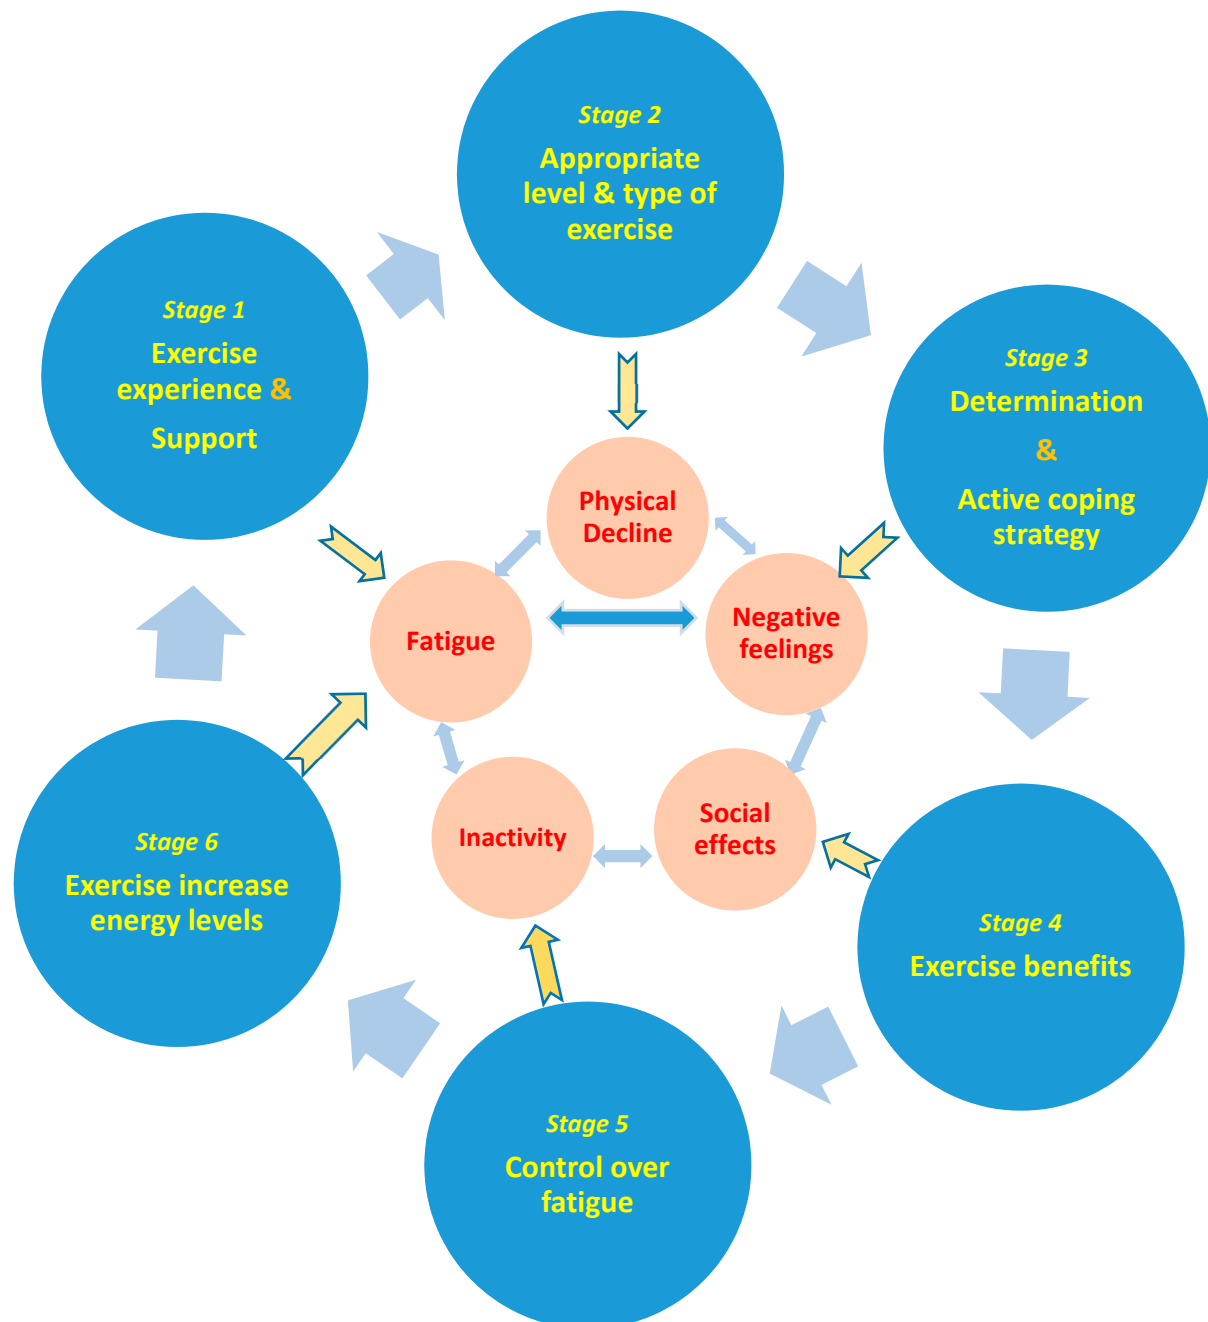 Stage 1
Exercise
experience &
Support
Stage 2
Appropriate
level & type of
exercise
Stage 3
Determination
&
Active coping
strategy
Stage 4
Exercise benefits
Stage 5
Control over
fatigue
Stage 6
Exercise increase
energy levels
Physical
Decline
Negative
feelings
Social
effects
Inactivity
Fatigue